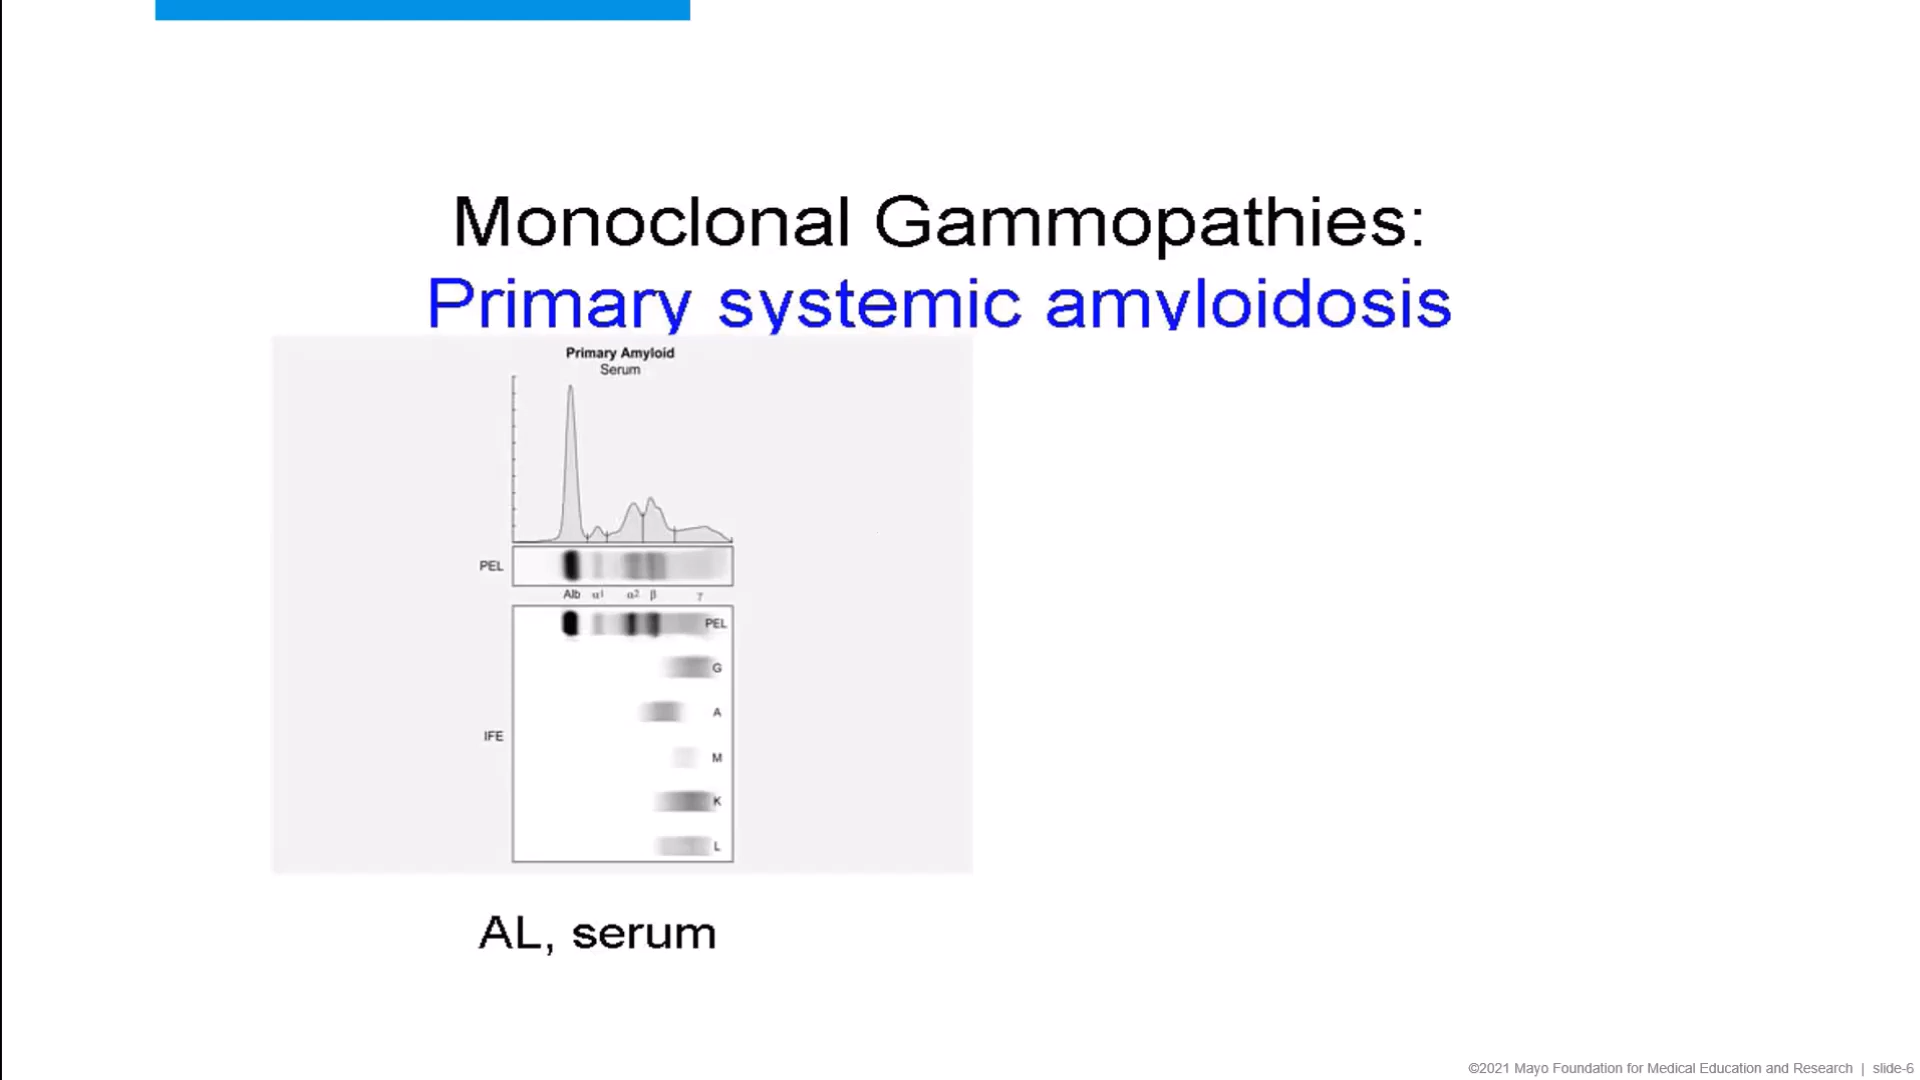 Monoclonal Gammopathies:
Primary systemic amyloidosis
Primary Amyloid
Serum
PEL
Alb α1 α2 β γ
PEL
G
A
IFE
M
K
L
AL, serum
©2021 Mayo Foundation for Medical Education and Research | slide-6